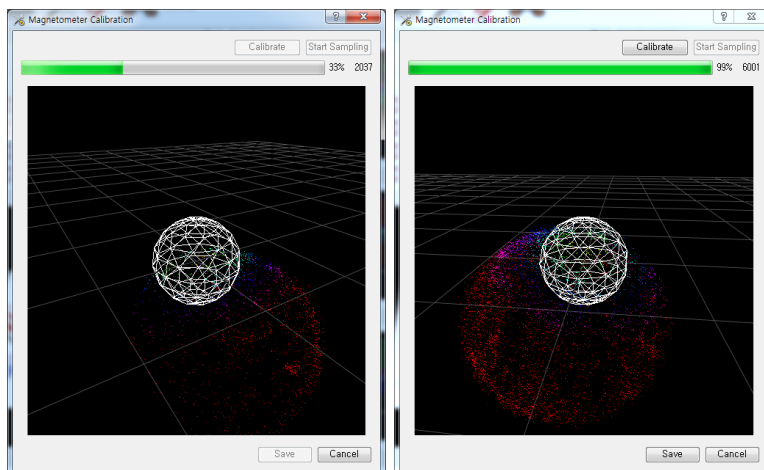 Magnetometer Calibration
Calibrate Start Sampling
33% 2037
Save Cancel
Magnetometer Calibration
Calibrate Start Sampling
99% 6001
Save Cancel